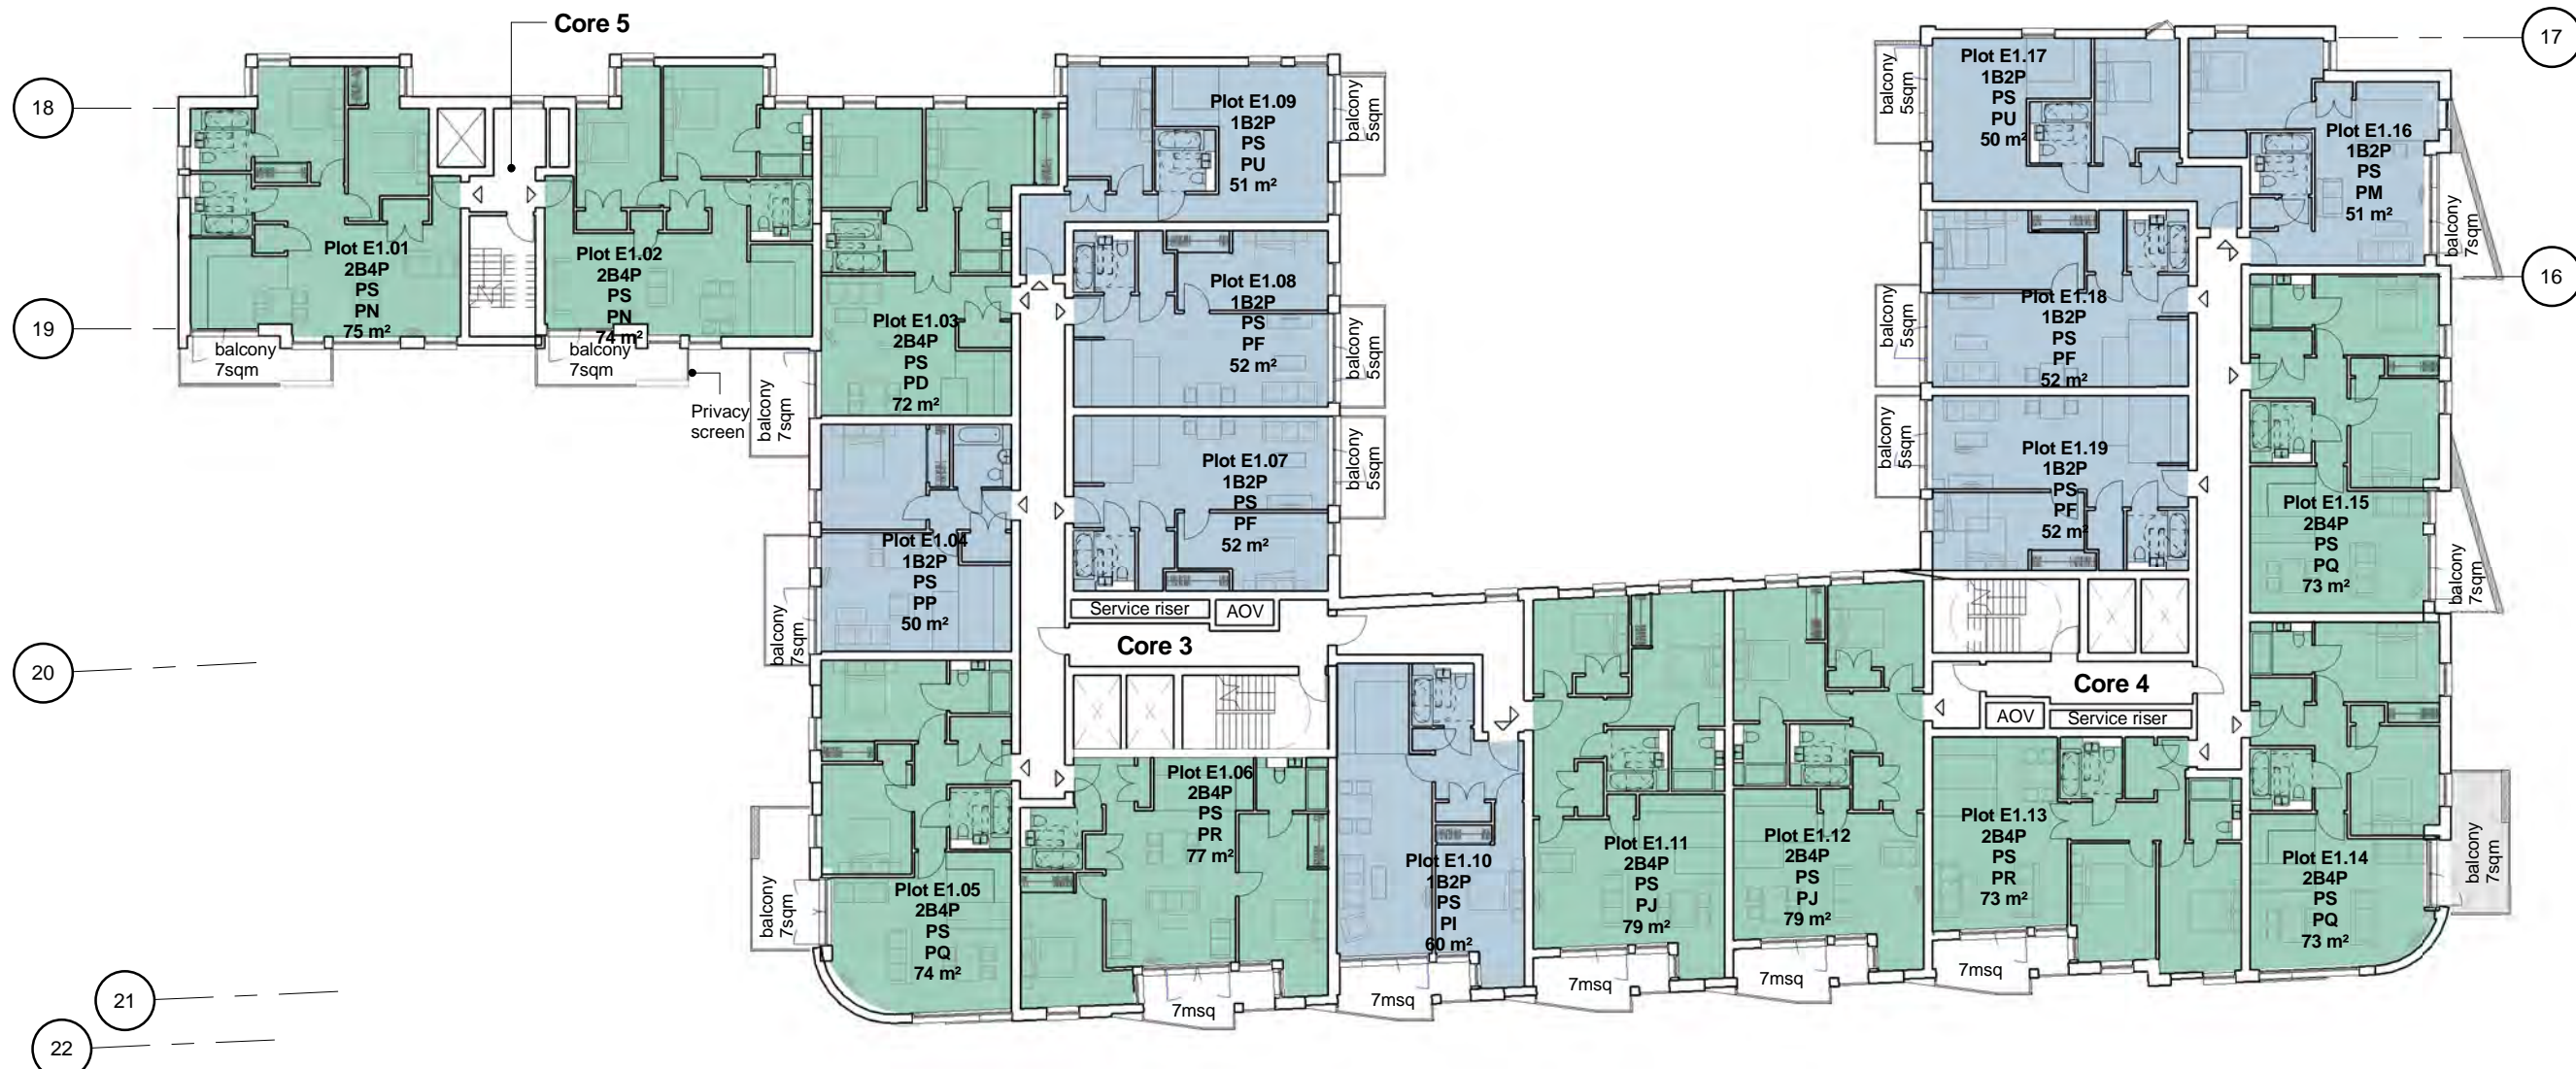 Core 5
17
18
16
19
20
21
22
Plot E1.01
2B4P
PS
PN
75 m²
balcony
7sqm
Plot E1.02
2B4P
PS
PN
74 m²
balcony
7sqm
Privacy
screen
Plot E1.03
2B4P
PS
PD
72 m²
balcony
7sqm
Plot E1.04
1B2P
PS
PP
50 m²
balcony
7sqm
Plot E1.05
2B4P
PS
PQ
74 m²
balcony
7sqm
Plot E1.06
2B4P
PS
PR
77 m²
7msq
Plot E1.07
1B2P
PS
PF
52 m²
balcony
5sqm
Plot E1.08
1B2P
PS
PF
52 m²
balcony
5sqm
Plot E1.09
1B2P
PS
PU
51 m²
balcony
5sqm
Service riser
AOV
Core 3
Plot E1.10
1B2P
PS
PI
60 m²
7msq
Plot E1.11
2B4P
PS
PJ
79 m²
7msq
Plot E1.12
2B4P
PS
PJ
79 m²
7msq
Plot E1.13
2B4P
PS
PR
73 m²
7msq
Plot E1.14
2B4P
PS
PQ
73 m²
balcony
7sqm
Plot E1.15
2B4P
PS
PQ
73 m²
balcony
7sqm
Plot E1.16
1B2P
PS
PM
51 m²
balcony
7sqm
Plot E1.17
1B2P
PS
PU
50 m²
balcony
5sqm
Plot E1.18
1B2P
PS
PF
52 m²
balcony
5sqm
Plot E1.19
1B2P
PS
PF
52 m²
balcony
5sqm
Core 4
AOV
Service riser